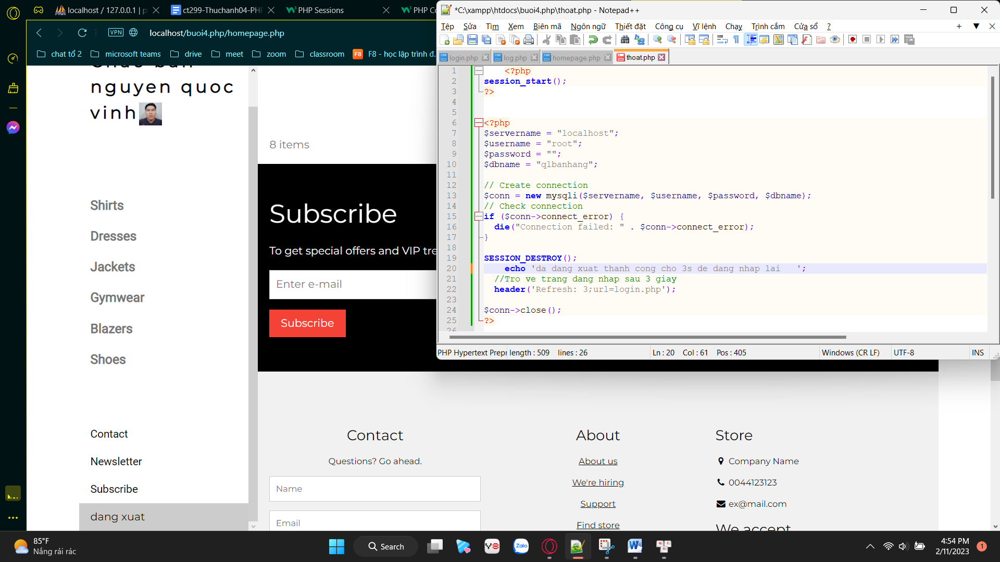 localhost / 127.0.0.1 | p
ct299-Thuchanh04-PHP
PHP Sessions
PHP Co
VPN
localhost/buoi4.php/homepage.php
chat tổ 2
microsoft teams
drive
meet
zoom
classroom
F8
F8 - học lập trình đ.
nguyen quoc
vinh
Shirts
Dresses
Jackets
Gymwear
Blazers
Shoes
Contact
Newsletter
Subscribe
dang xuat
8 items
Subscribe
To get special offers and VIP tre
Enter e-mail
Subscribe
Contact
Questions? Go ahead.
Name
Email
About
About us
We're hiring
Support
Find store
Store
Company Name
0044123123
ex@mail.com
We accept
*C:\xampp\htdocs\buoi4.php\thoat.php - Notepad++
Tệp Sửa Tìm Xem Biên mã Ngôn ngữ Thiết đặt Công cụ Vĩ lệnh Chạy Trình cắm Cửa sổ ?
login.php log.php homepage.php thoat.php
1 <?php
2 session_start();
3 ?>
4
5
6 <?php
7 $servername = "localhost";
8 $username = "root";
9 $password = "";
10 $dbname = "qlbanhang";
11
12 // Create connection
13 $conn = new mysqli($servername, $username, $password, $dbname);
14 // Check connection
15 if ($conn->connect_error) {
16 die("Connection failed: " . $conn->connect_error);
17 }
18
19 SESSION_DESTROY();
20 echo 'da dang xuat thanh cong cho 3s de dang nhap lai   ';
21 //Tro ve trang dang nhap sau 3 giay
22 header('Refresh: 3;url=login.php');
23
24 $conn->close();
25 ?>
26
PHP Hypertext Prepr length : 509 lines : 26 Ln : 20 Col : 61 Pos : 405 Windows (CR LF) UTF-8 INS
85°F
Nắng rải rác
Search
Zalo
4:54 PM
2/11/2023
1